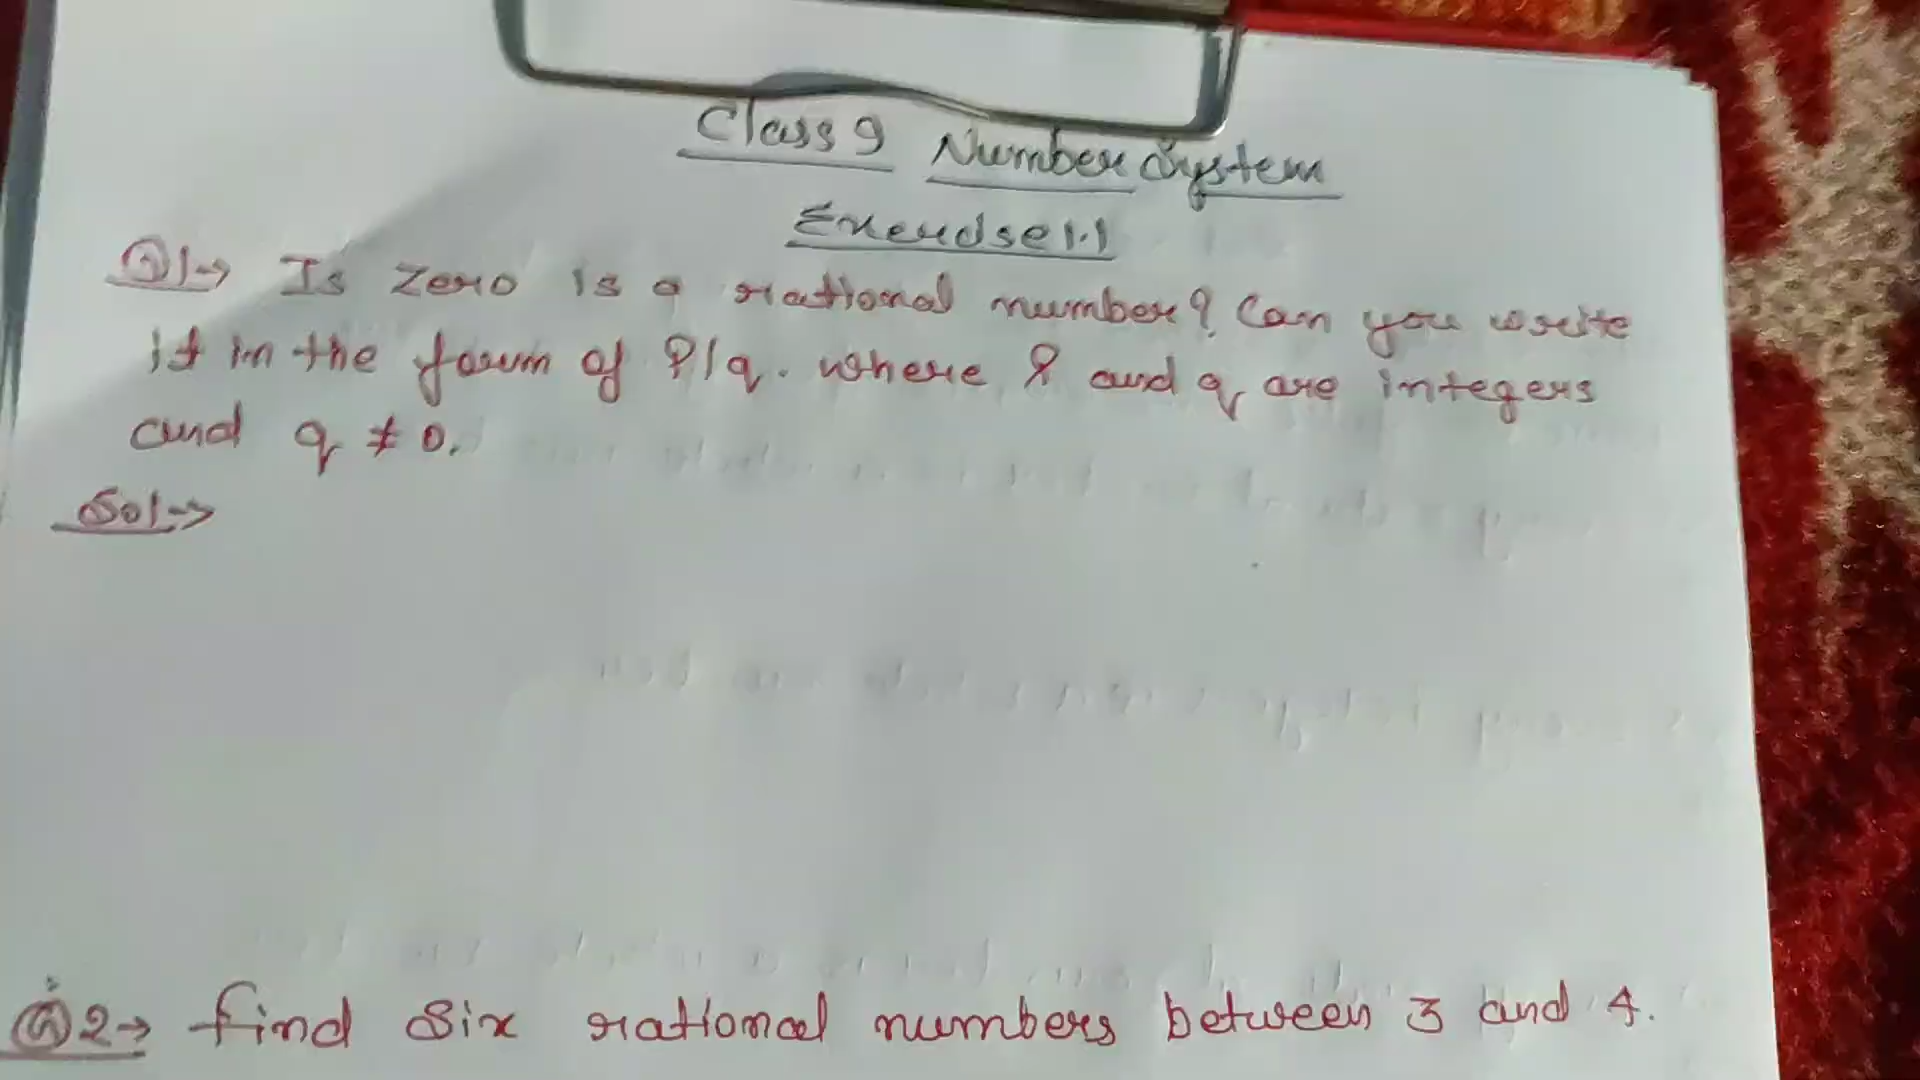 Class 9 Number System
Exercise 1.1
Q1→ Is zero is a rational number? Can you write
it in the form of P/q. where P and q are integers
and q ≠ 0.
Sol→
Q2→ find six rational numbers between 3 and 4.